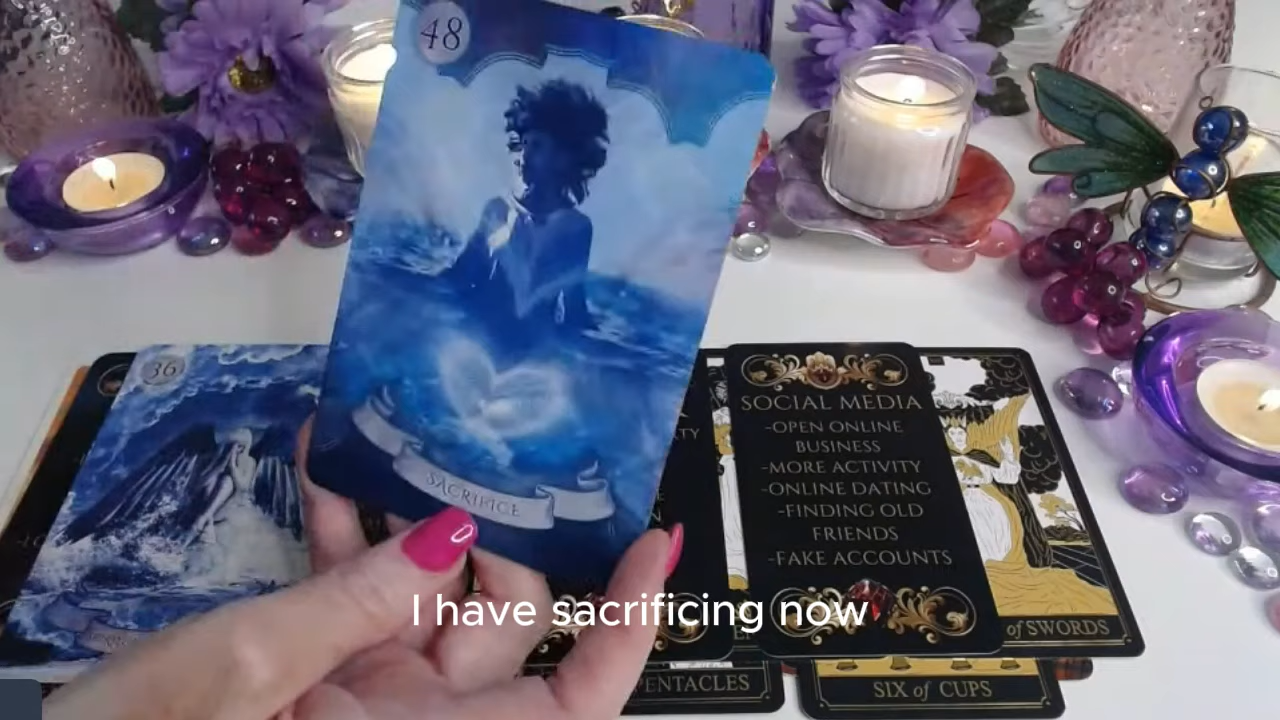 48
36
SACRIFICE
SOCIAL MEDIA
-OPEN ONLINE
BUSINESS
-MORE ACTIVITY
-ONLINE DATING
-FINDING OLD
FRIENDS
-FAKE ACCOUNTS
I have sacrificing now
of SWORDS
PENTACLES
SIX of CUPS